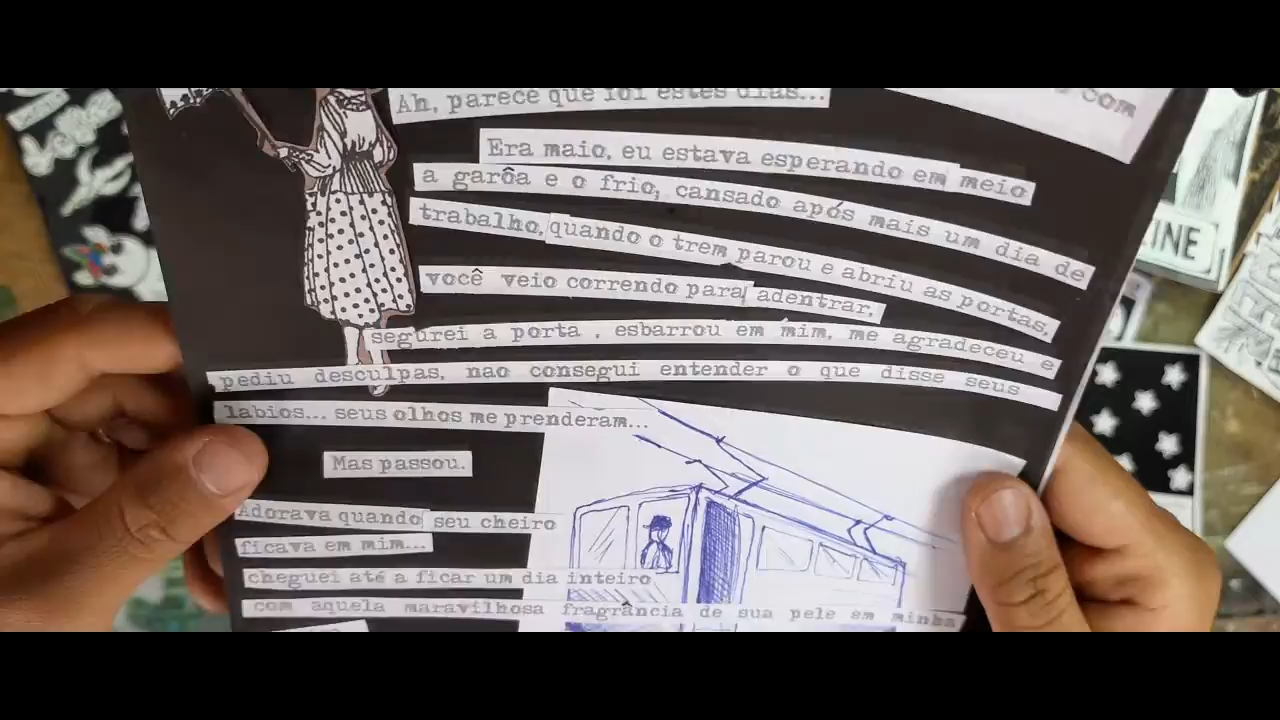 com
Ah, parece que foi estes dias...
Era maio, eu estava esperando em meio
a garôa e o frio, cansado após mais um dia de
trabalho, quando o trem parou e abriu as portas,
você veio correndo para adentrar,
segurei a porta , esbarrou em mim, me agradeceu e
pediu desculpas, nao consegui entender o que disse seus
labios... seus olhos me prenderam...
Mas passou.
Adorava quando seu cheiro
ficava em mim...
cheguei até a ficar um dia inteiro
com aquela maravilhosa fragrância de sua pele em minha
INE